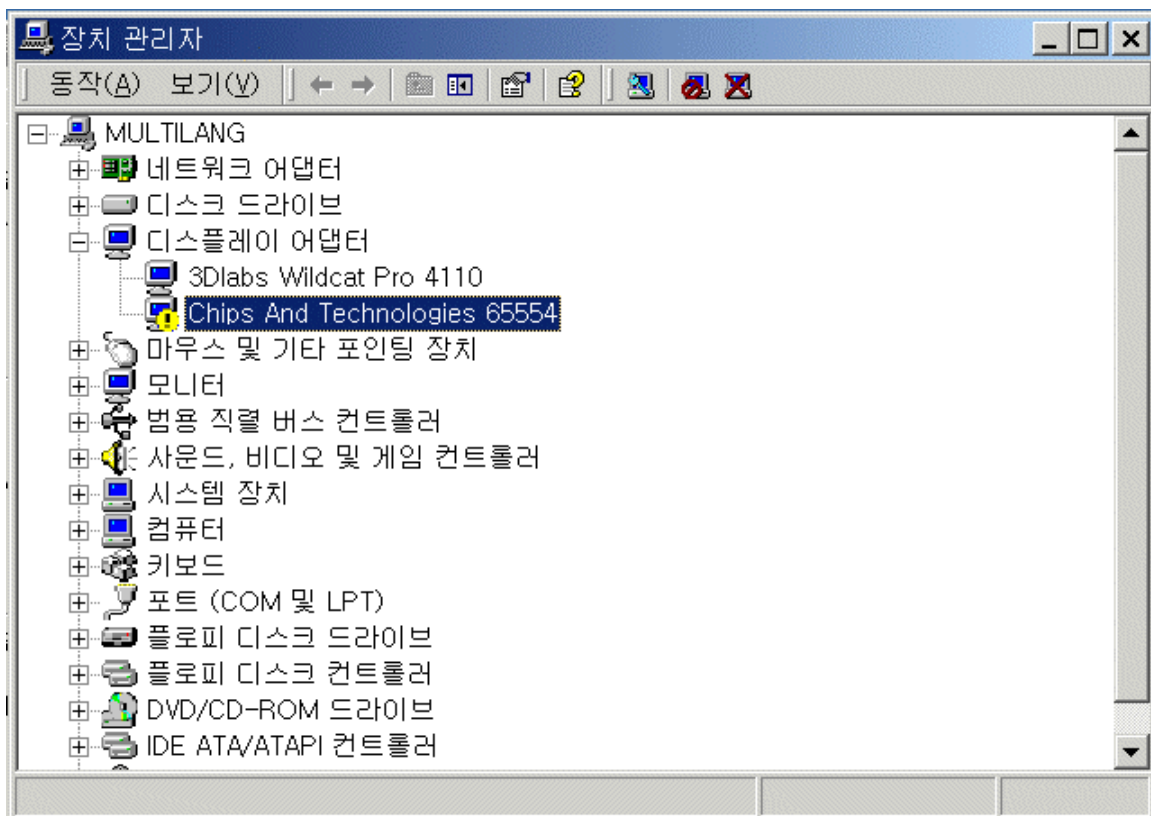 장치 관리자
동작(A) 보기(V)
MULTILANG
네트워크 어댑터
디스크 드라이브
디스플레이 어댑터
3Dlabs Wildcat Pro 4110
Chips And Technologies 65554
마우스 및 기타 포인팅 장치
모니터
범용 직렬 버스 컨트롤러
사운드, 비디오 및 게임 컨트롤러
시스템 장치
컴퓨터
키보드
포트 (COM 및 LPT)
플로피 디스크 드라이브
플로피 디스크 컨트롤러
DVD/CD-ROM 드라이브
IDE ATA/ATAPI 컨트롤러